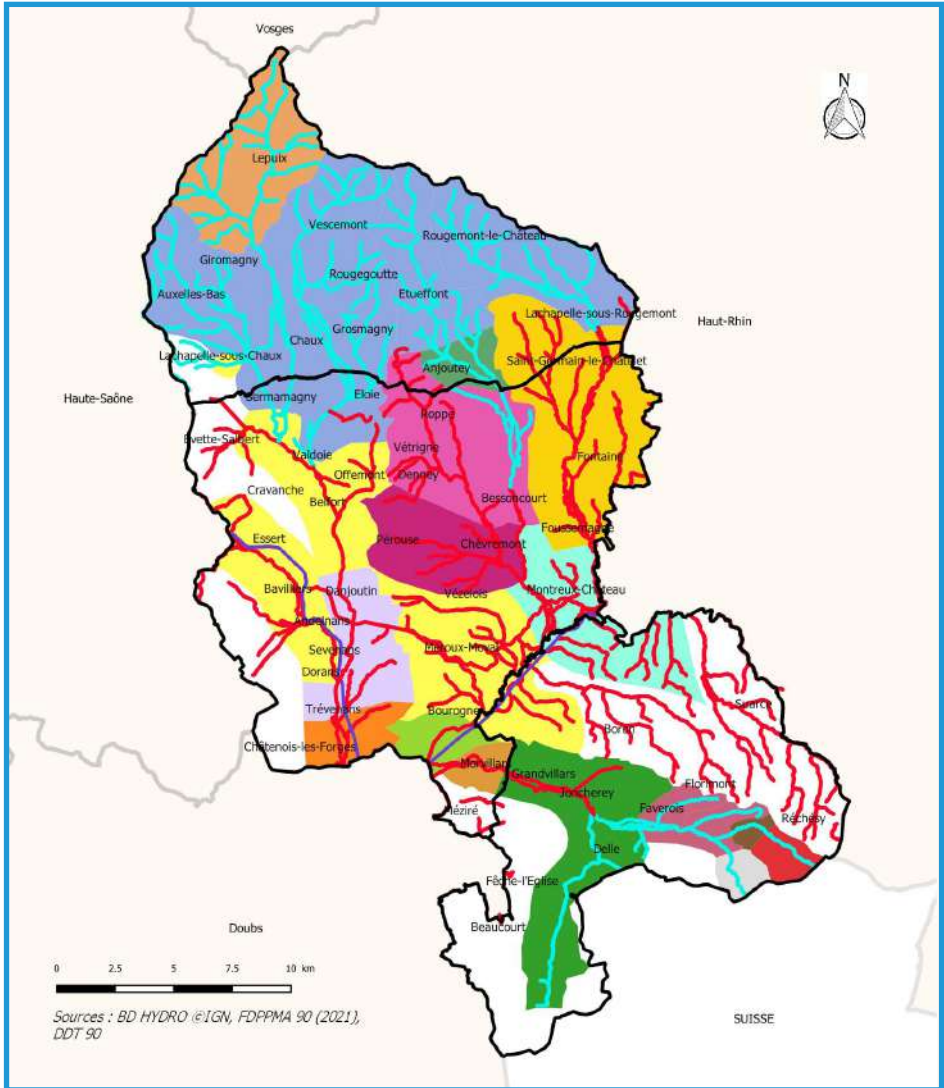 Vosges
N
Lepuix
Vescemont
Rougemont-le-Château
Giromagny
Rougegoutte
Auxelles-Bas
Etueffont
Lachapelle-sous-Rougemont
Haut-Rhin
Grosmagny
Chaux
Lachapelle-sous-Chaux
Saint-Germain-le-Châtelet
Anjoutey
Haute-Saône
Sermamagny
Eloie
Roppe
Evette-Salbert
Vétrigne
Valdoie
Fontaine
Offemont
Denney
Cravanche
Belfort
Bessoncourt
Foussemagne
Essert
Pérouse
Chèvremont
Bavilliers
Danjoutin
Vézelois
Montreux-Château
Andelnans
Sevenans
Meroux-Moval
Dorans
Suarce
Trévenans
Bourogne
Boron
Châtenois-les-Forges
Morvillars
Grandvillars
Florimont
Joncherey
Faverois
Méziré
Réchésy
Delle
Fêche-l'Eglise
Beaucourt
Doubs
0 2.5 5 7.5 10 km
Sources : BD HYDRO ©IGN, FDPPMA 90 (2021),
DDT 90
SUISSE